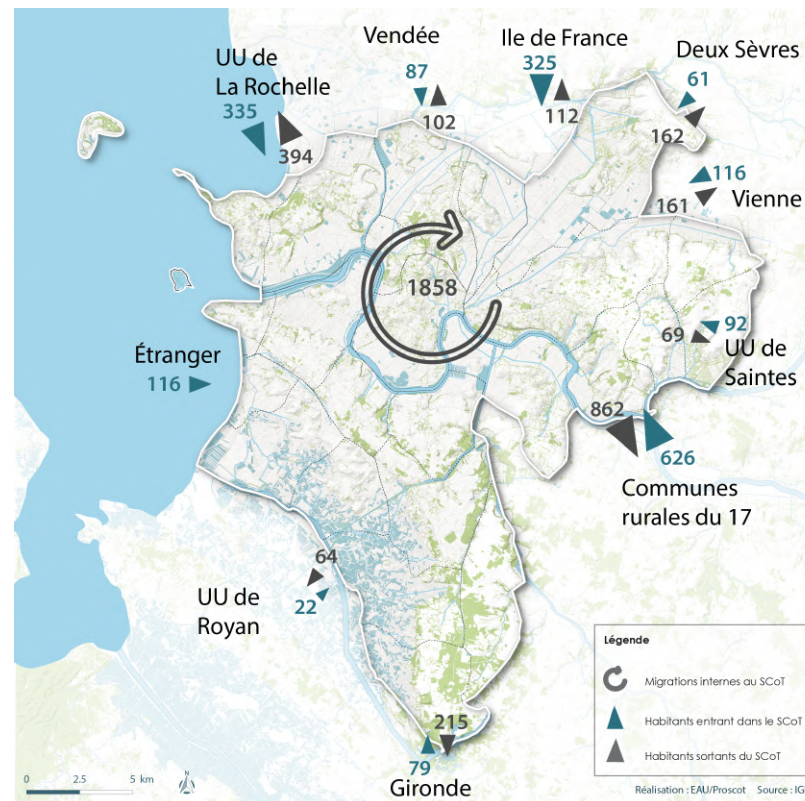 Vendée
87
102
Ile de France
325
112
Deux Sèvres
61
162
UU de
La Rochelle
335
394
116
161
Vienne
1858
92
69
UU de
Saintes
Étranger
116
862
626
Communes
rurales du 17
64
22
UU de
Royan
215
79
Gironde
Légende
Migrations internes au SCoT
Habitants entrant dans le SCoT
Habitants sortants du SCoT
0 2.5 5 km
N
Réalisation : EAU/Proscot Source : IG